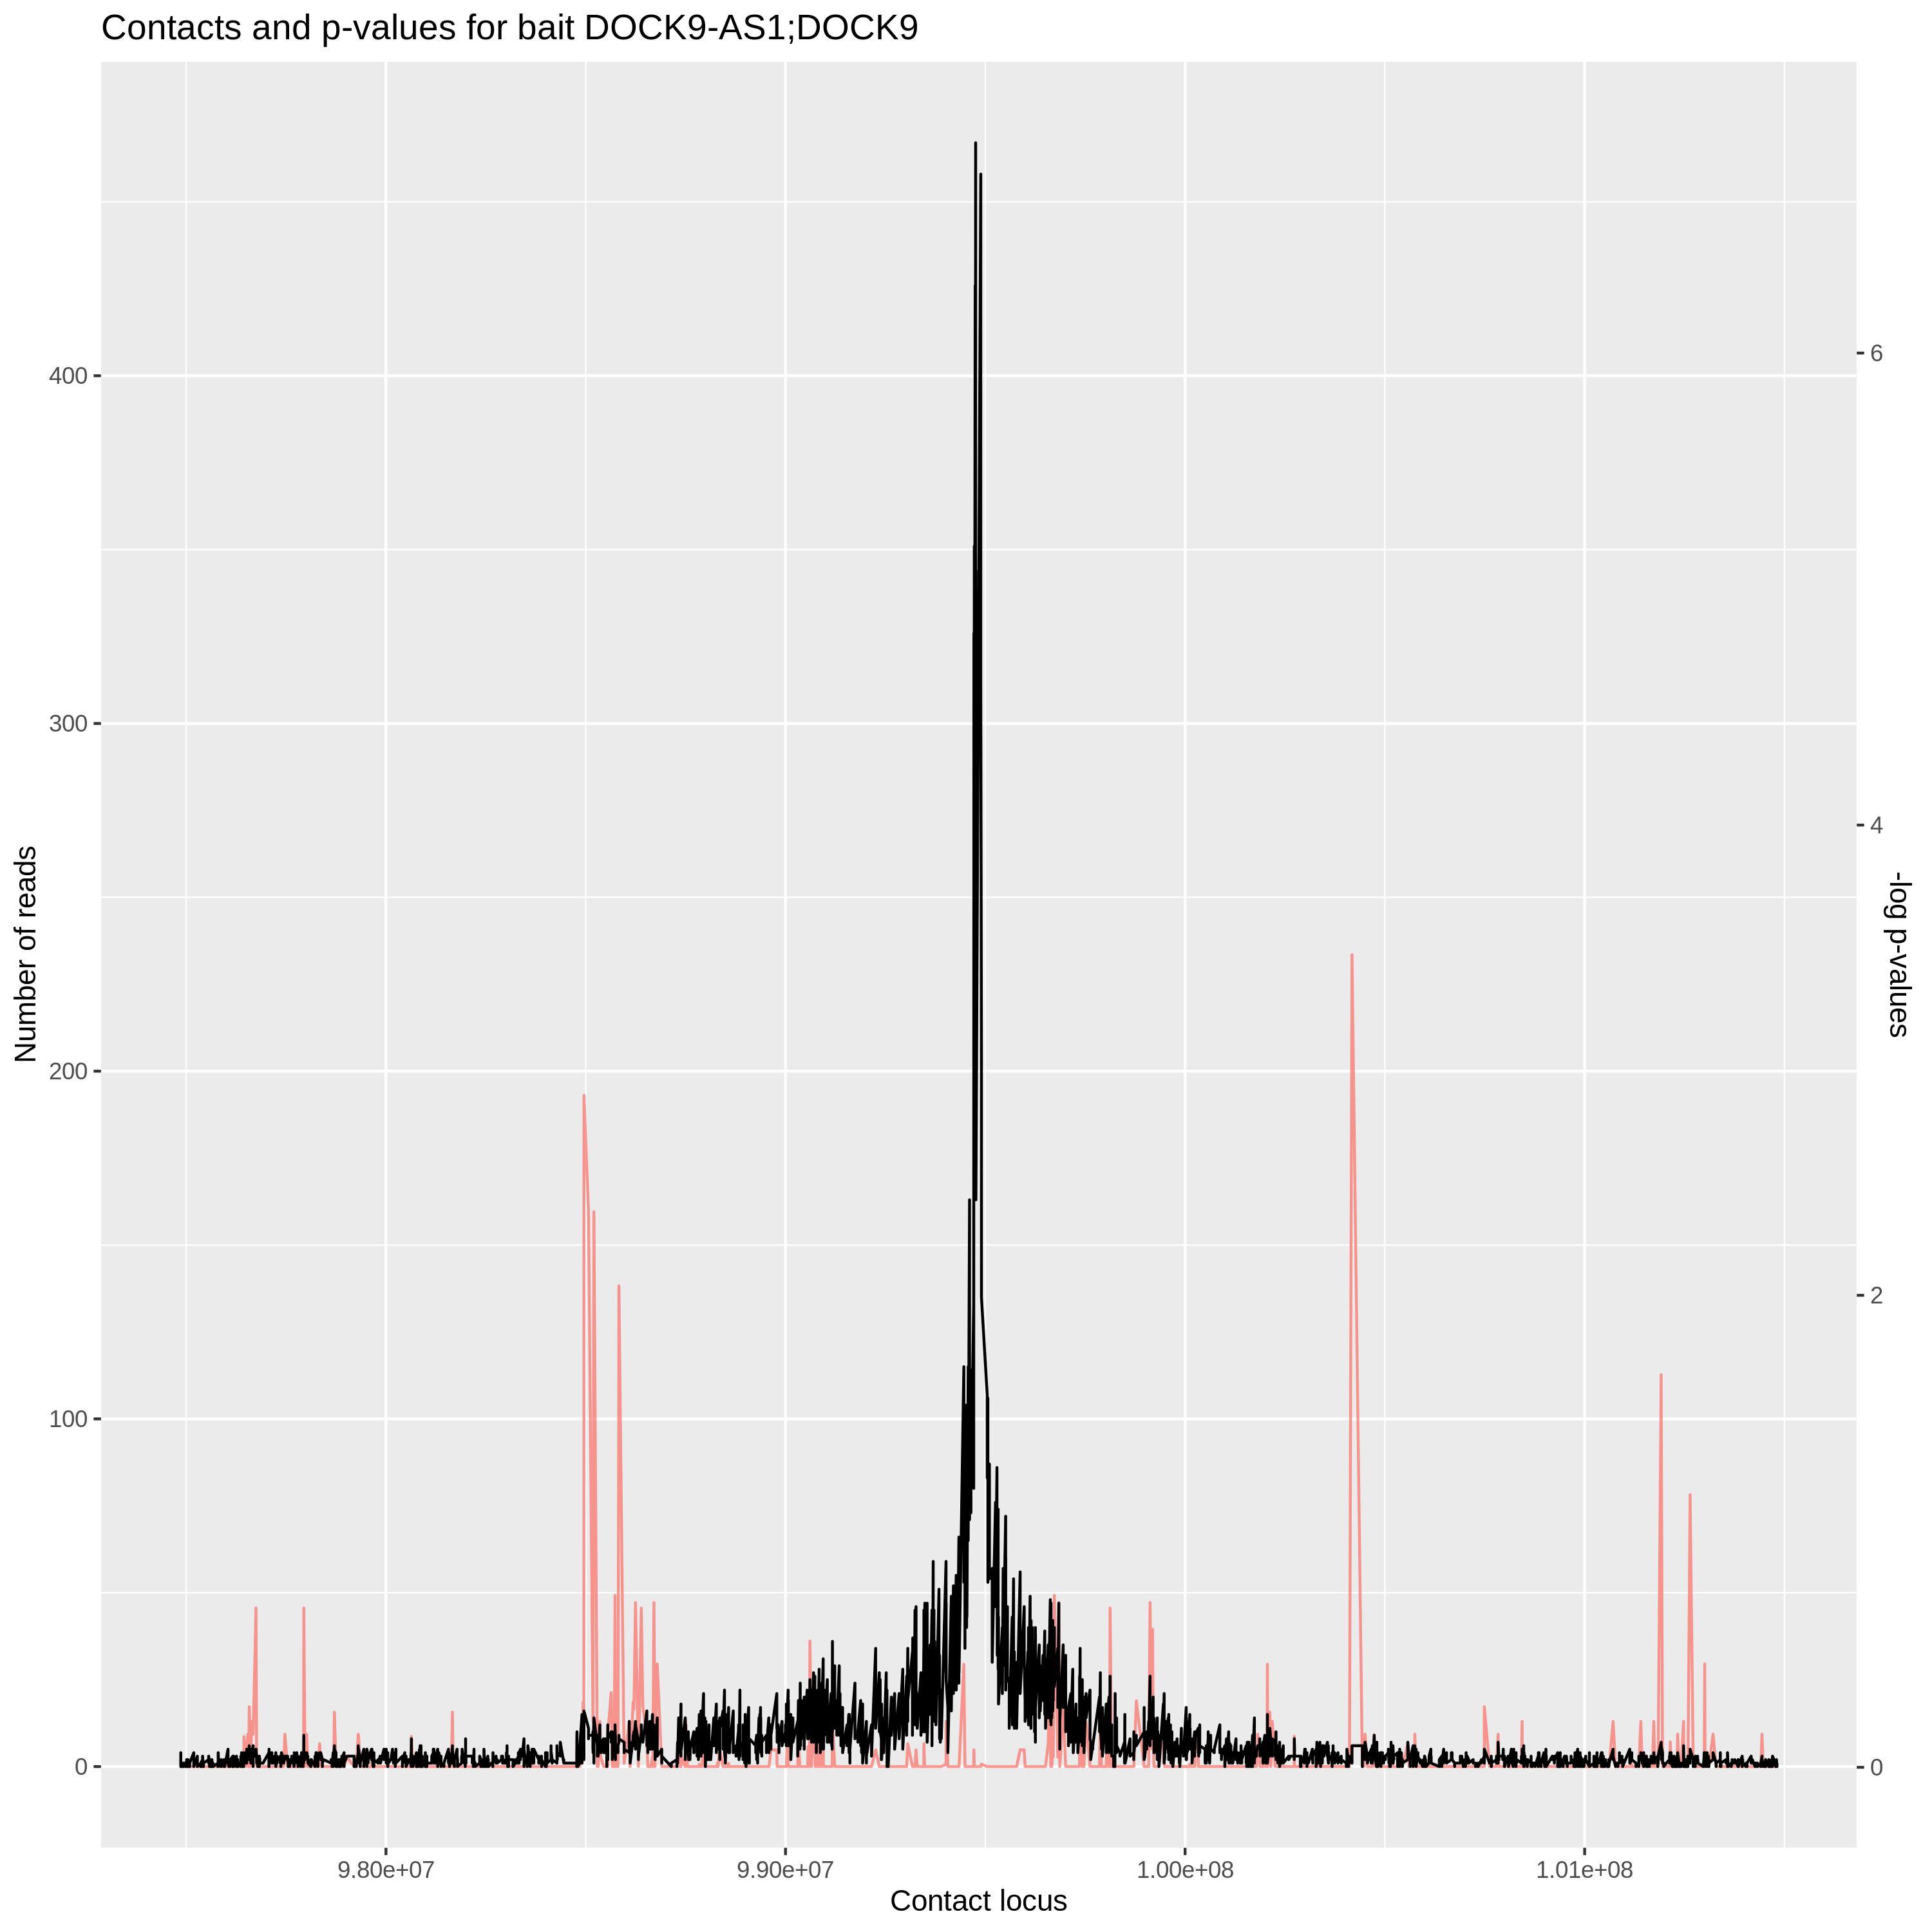 Contacts and p-values for bait DOCK9-AS1;DOCK9
400
300
200
100
0
Number of reads
6
4
2
0
-log p-values
9.80e+07
9.90e+07
1.00e+08
1.01e+08
Contact locus